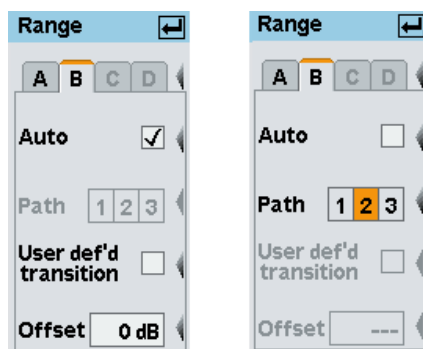 Range
A B C D
Auto
Path 1 2 3
User def'd
transition
Offset 0 dB
Range
A B C D
Auto
Path 1 2 3
User def'd
transition
Offset ---